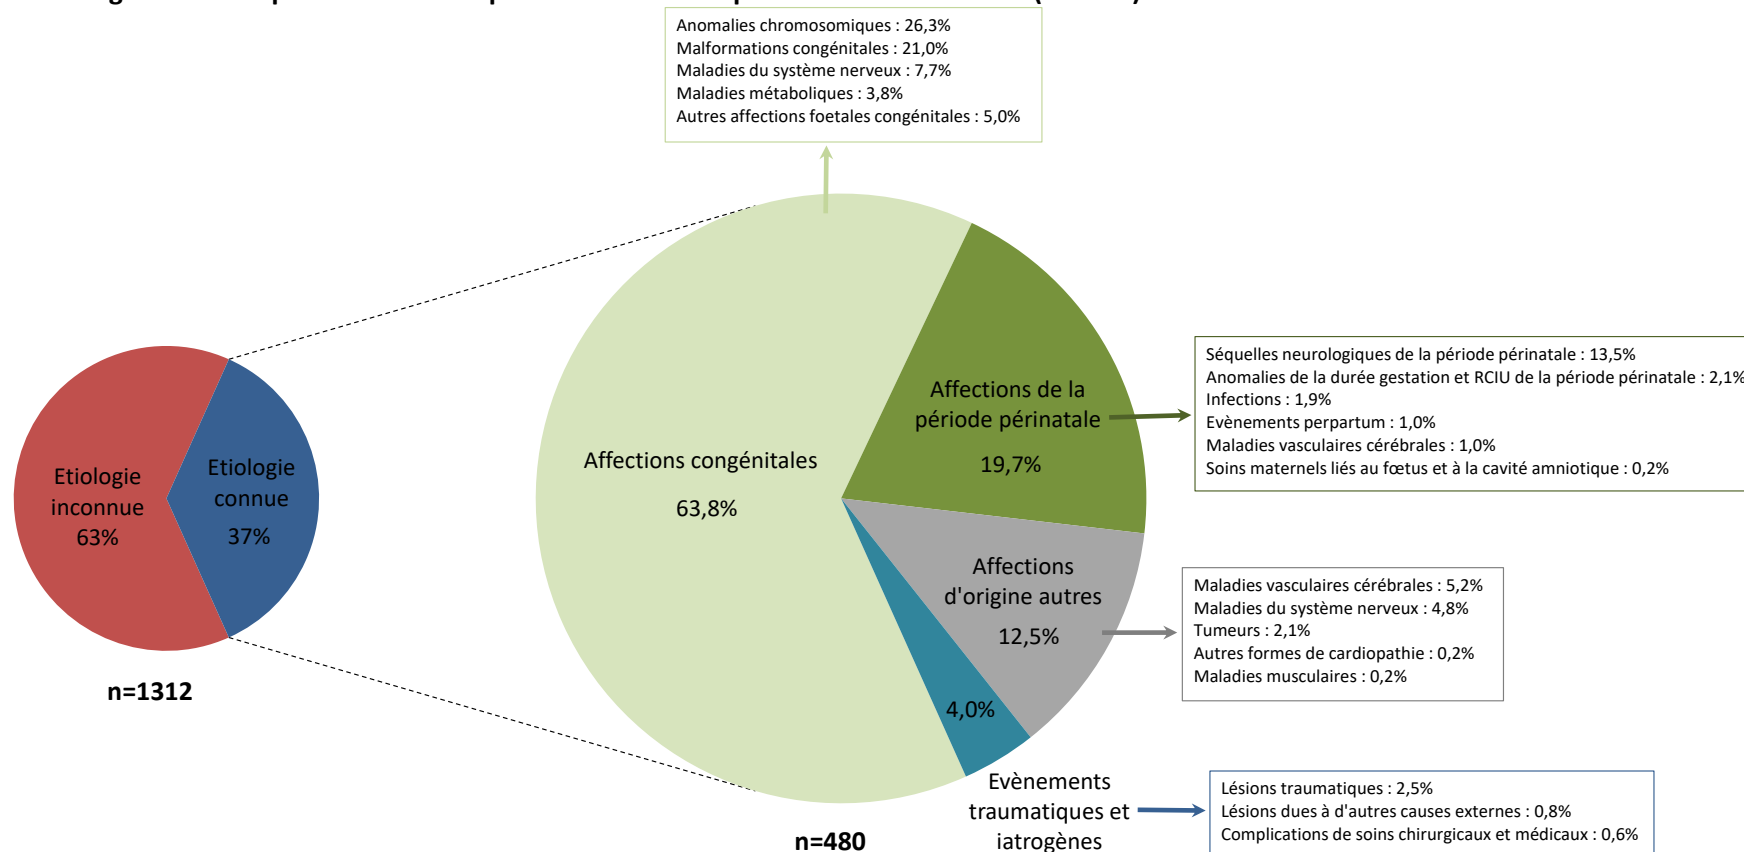 Anomalies chromosomiques : 26,3%
Malformations congénitales : 21,0%
Maladies du système nerveux : 7,7%
Maladies métaboliques : 3,8%
Autres affections foetales congénitales : 5,0%
Etiologie
inconnue
63%
Etiologie
connue
37%
n=1312
Affections congénitales
63,8%
Affections de la
période périnatale
19,7%
Affections
d'origine autres
12,5%
4,0%
Evènements
traumatiques et
iatrogènes
n=480
Séquelles neurologiques de la période périnatale : 13,5%
Anomalies de la durée gestation et RCIU de la période périnatale : 2,1%
Infections : 1,9%
Evènements perpartum : 1,0%
Maladies vasculaires cérébrales : 1,0%
Soins maternels liés au fœtus et à la cavité amniotique : 0,2%
Maladies vasculaires cérébrales : 5,2%
Maladies du système nerveux : 4,8%
Tumeurs : 2,1%
Autres formes de cardiopathie : 0,2%
Maladies musculaires : 0,2%
Lésions traumatiques : 2,5%
Lésions dues à d'autres causes externes : 0,8%
Complications de soins chirurgicaux et médicaux : 0,6%